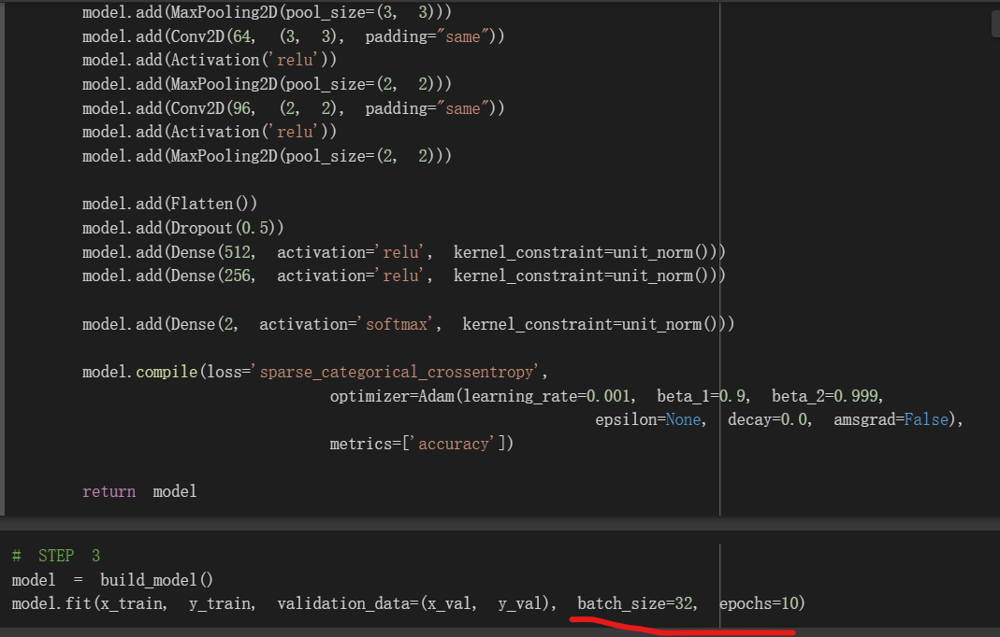 model.add(MaxPooling2D(pool_size=(3, 3)))
model.add(Conv2D(64, (3, 3), padding="same"))
model.add(Activation('relu'))
model.add(MaxPooling2D(pool_size=(2, 2)))
model.add(Conv2D(96, (2, 2), padding="same"))
model.add(Activation('relu'))
model.add(MaxPooling2D(pool_size=(2, 2)))
model.add(Flatten())
model.add(Dropout(0.5))
model.add(Dense(512, activation='relu', kernel_constraint=unit_norm()))
model.add(Dense(256, activation='relu', kernel_constraint=unit_norm()))
model.add(Dense(2, activation='softmax', kernel_constraint=unit_norm()))
model.compile(loss='sparse_categorical_crossentropy',
optimizer=Adam(learning_rate=0.001, beta_1=0.9, beta_2=0.999,
epsilon=None, decay=0.0, amsgrad=False),
metrics=['accuracy'])
return model
# STEP 3
model = build_model()
model.fit(x_train, y_train, validation_data=(x_val, y_val), batch_size=32, epochs=10)